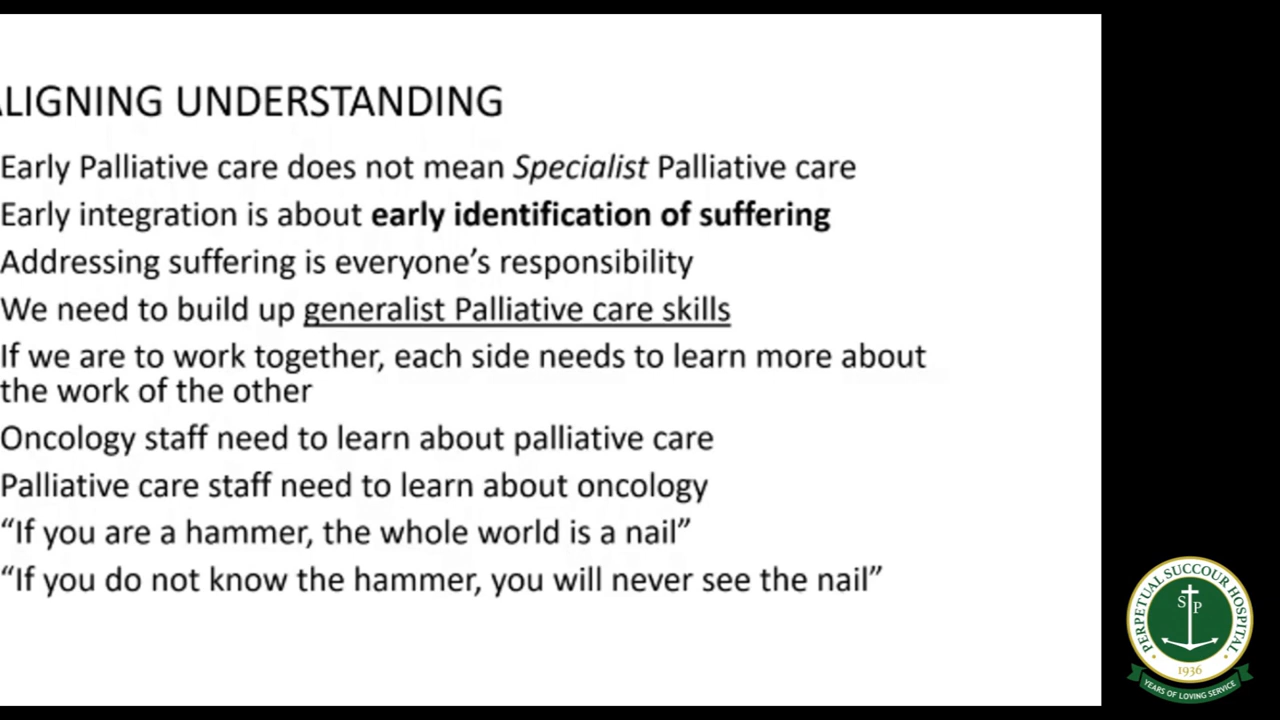 ALIGNING UNDERSTANDING
Early Palliative care does not mean Specialist Palliative care
Early integration is about early identification of suffering
Addressing suffering is everyone’s responsibility
We need to build up generalist Palliative care skills
If we are to work together, each side needs to learn more about
the work of the other
Oncology staff need to learn about palliative care
Palliative care staff need to learn about oncology
“If you are a hammer, the whole world is a nail”
“If you do not know the hammer, you will never see the nail”
PERPETUAL SUCCOUR HOSPITAL
S P
1936
YEARS OF LOVING SERVICE